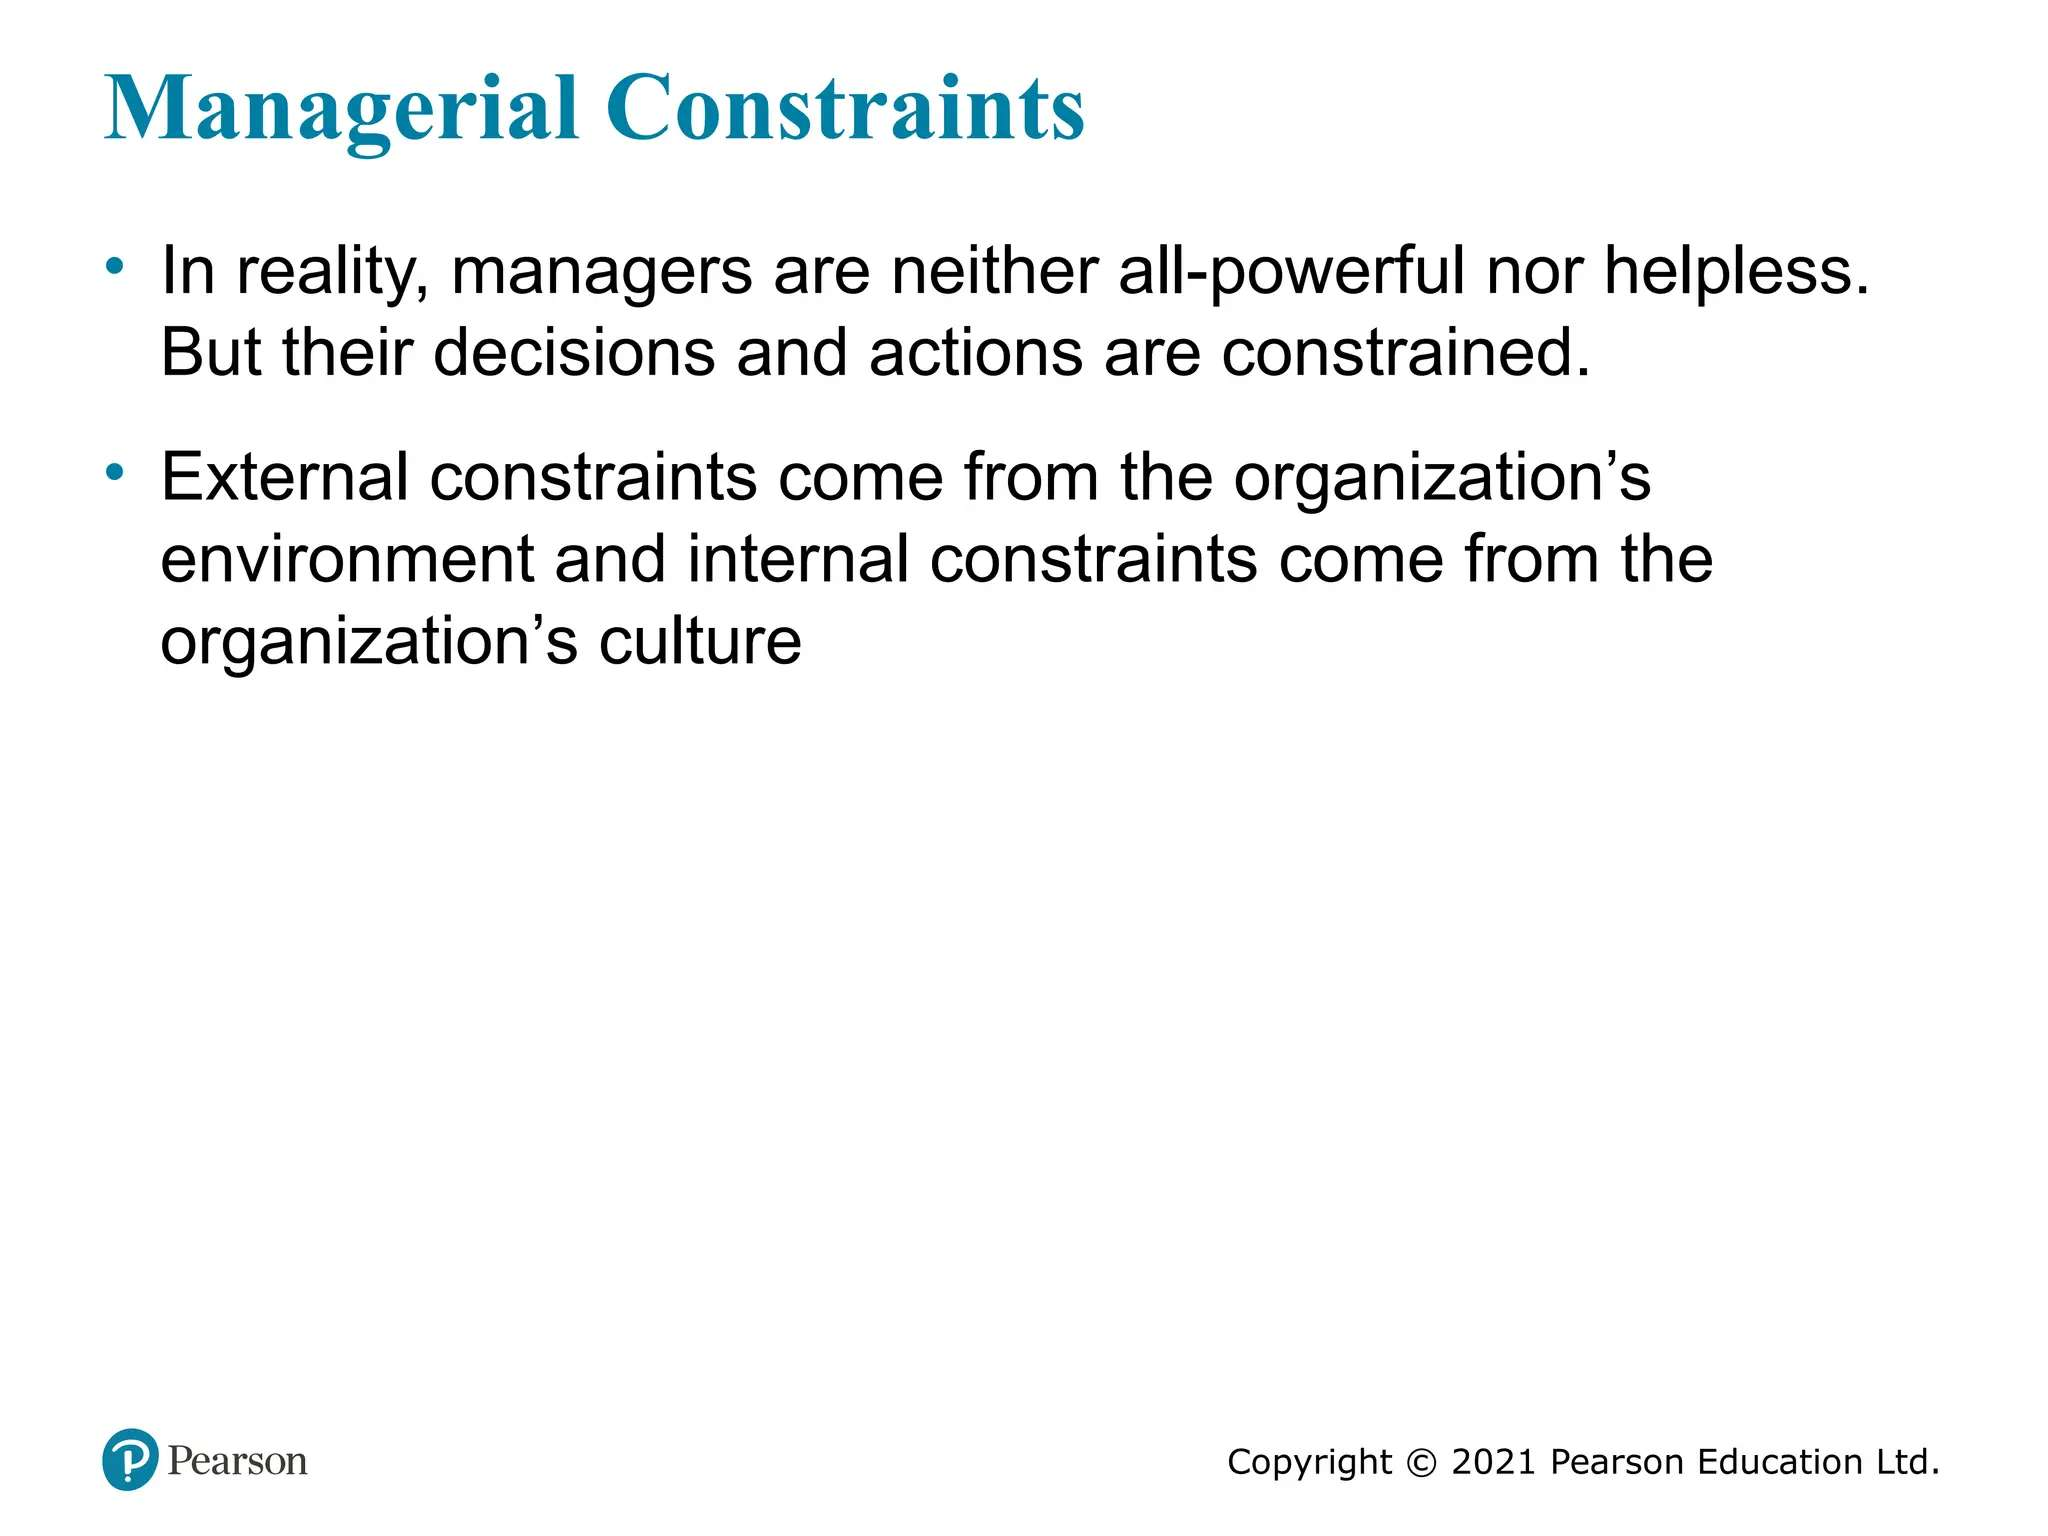 Managerial Constraints
• In reality, managers are neither all-powerful nor helpless.
But their decisions and actions are constrained.
• External constraints come from the organization’s
environment and internal constraints come from the
organization’s culture
Pearson
Copyright © 2021 Pearson Education Ltd.